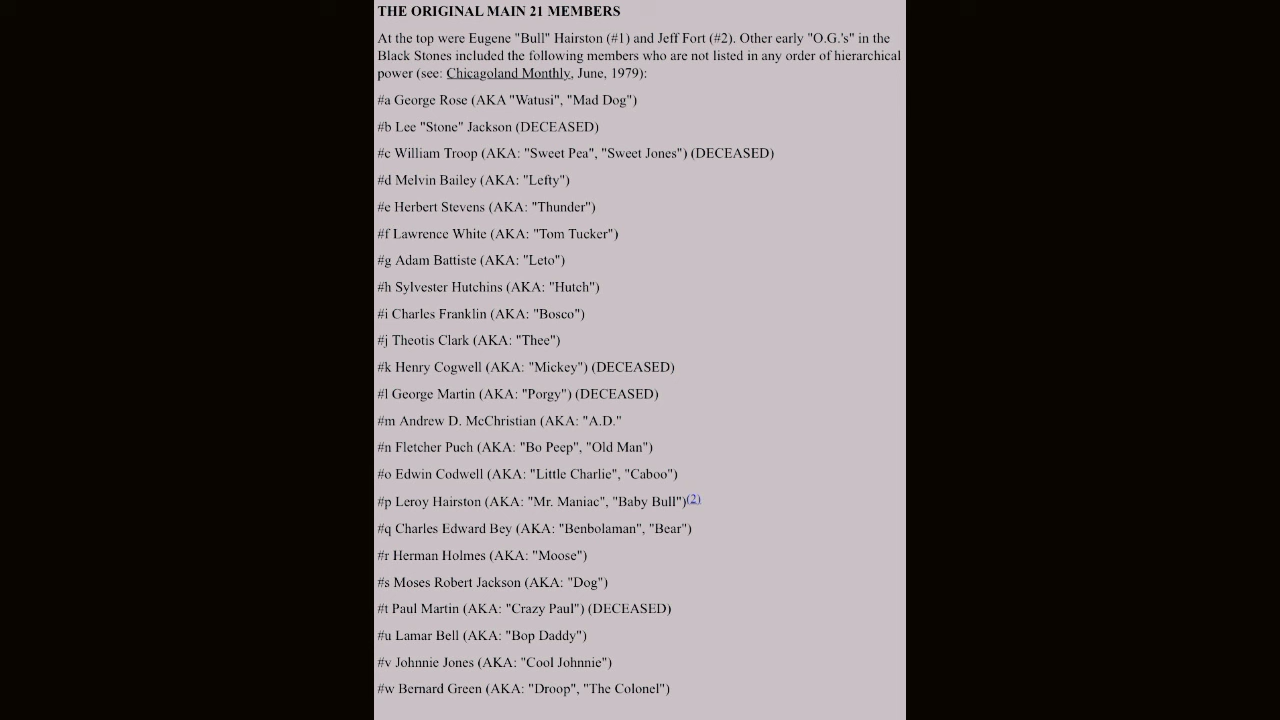 THE ORIGINAL MAIN 21 MEMBERS
At the top were Eugene "Bull" Hairston (#1) and Jeff Fort (#2). Other early "O.G.'s" in the
Black Stones included the following members who are not listed in any order of hierarchical
power (see: Chicagoland Monthly, June, 1979):
#a George Rose (AKA "Watusi", "Mad Dog")
#b Lee "Stone" Jackson (DECEASED)
#c William Troop (AKA: "Sweet Pea", "Sweet Jones") (DECEASED)
#d Melvin Bailey (AKA: "Lefty")
#e Herbert Stevens (AKA: "Thunder")
#f Lawrence White (AKA: "Tom Tucker")
#g Adam Battiste (AKA: "Leto")
#h Sylvester Hutchins (AKA: "Hutch")
#i Charles Franklin (AKA: "Bosco")
#j Theotis Clark (AKA: "Thee")
#k Henry Cogwell (AKA: "Mickey") (DECEASED)
#l George Martin (AKA: "Porgy") (DECEASED)
#m Andrew D. McChristian (AKA: "A.D."
#n Fletcher Puch (AKA: "Bo Peep", "Old Man")
#o Edwin Codwell (AKA: "Little Charlie", "Caboo")
#p Leroy Hairston (AKA: "Mr. Maniac", "Baby Bull")(2)
#q Charles Edward Bey (AKA: "Benbolaman", "Bear")
#r Herman Holmes (AKA: "Moose")
#s Moses Robert Jackson (AKA: "Dog")
#t Paul Martin (AKA: "Crazy Paul") (DECEASED)
#u Lamar Bell (AKA: "Bop Daddy")
#v Johnnie Jones (AKA: "Cool Johnnie")
#w Bernard Green (AKA: "Droop", "The Colonel")